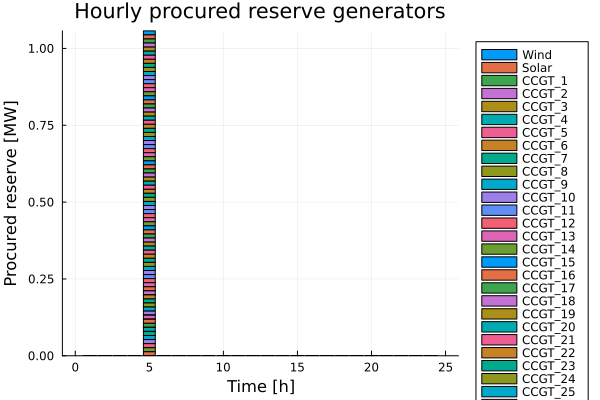 Hourly procured reserve generators
Procured reserve [MW]
1.00
0.75
0.50
0.25
0.00
0
5
10
15
20
25
Time [h]
Wind
Solar
CCGT_1
CCGT_2
CCGT_3
CCGT_4
CCGT_5
CCGT_6
CCGT_7
CCGT_8
CCGT_9
CCGT_10
CCGT_11
CCGT_12
CCGT_13
CCGT_14
CCGT_15
CCGT_16
CCGT_17
CCGT_18
CCGT_19
CCGT_20
CCGT_21
CCGT_22
CCGT_23
CCGT_24
CCGT_25